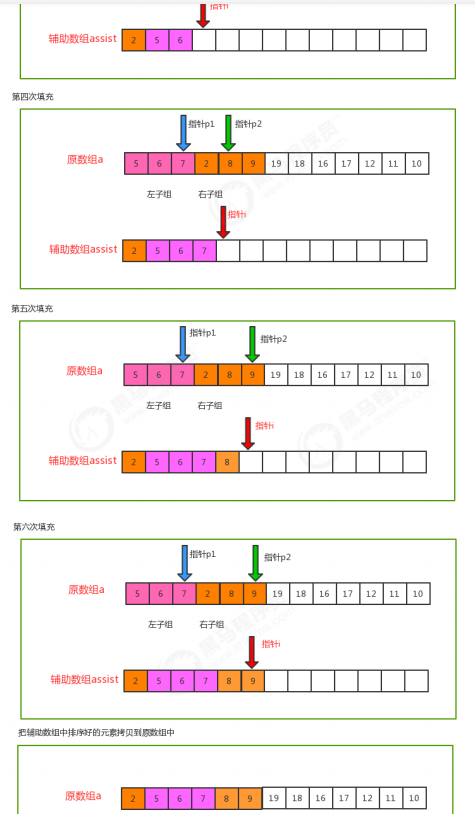 指针i
辅助数组assist 2 5 6
第四次填充
指针p1 指针p2
原数组a 5 6 7 2 8 9 19 18 16 17 12 11 10
左子组 右子组
指针i
辅助数组assist 2 5 6 7
第五次填充
指针p1 指针p2
原数组a 5 6 7 2 8 9 19 18 16 17 12 11 10
左子组 右子组
指针i
辅助数组assist 2 5 6 7 8
第六次填充
指针p1 指针p2
原数组a 5 6 7 2 8 9 19 18 16 17 12 11 10
左子组 右子组
指针i
辅助数组assist 2 5 6 7 8 9
把辅助数组中排序好的元素拷贝到原数组中
原数组a 2 5 6 7 8 9 19 18 16 17 12 11 10